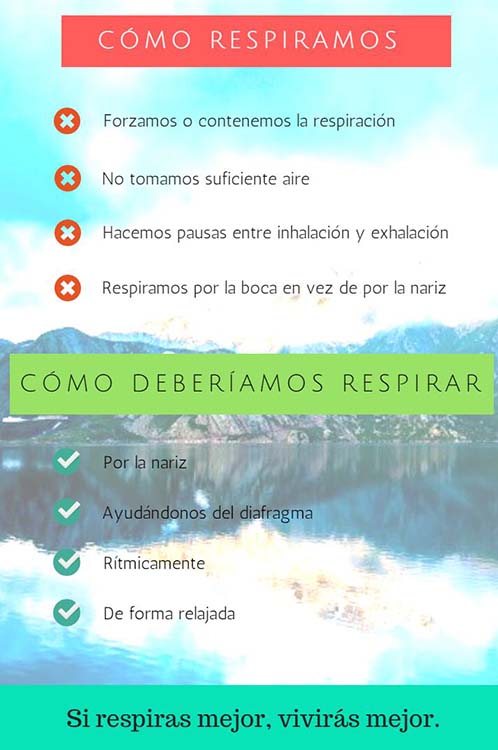 CÓMO RESPIRAMOS
Forzamos o contenemos la respiración
No tomamos suficiente aire
Hacemos pausas entre inhalación y exhalación
Respiramos por la boca en vez de por la nariz
CÓMO DEBERÍAMOS RESPIRAR
Por la nariz
Ayudándonos del diafragma
Rítmicamente
De forma relajada
Si respiras mejor, vivirás mejor.